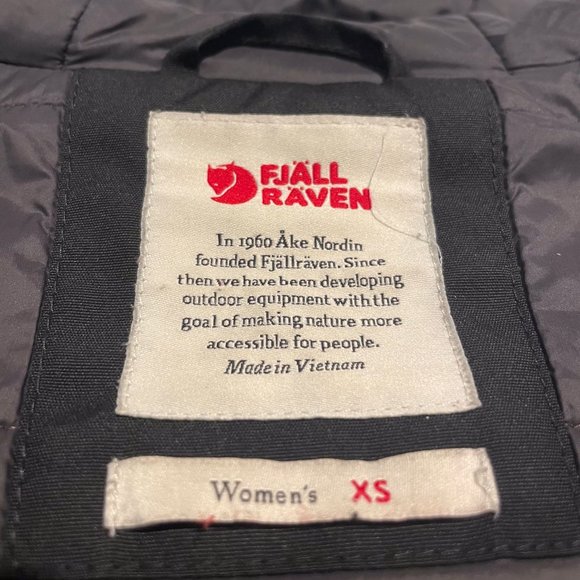 FJÄLL
RÄVEN
In 1960 Åke Nordin
founded Fjällräven. Since
then we have been developing
outdoor equipment with the
goal of making nature more
accessible for people.
Made in Vietnam
Women's XS